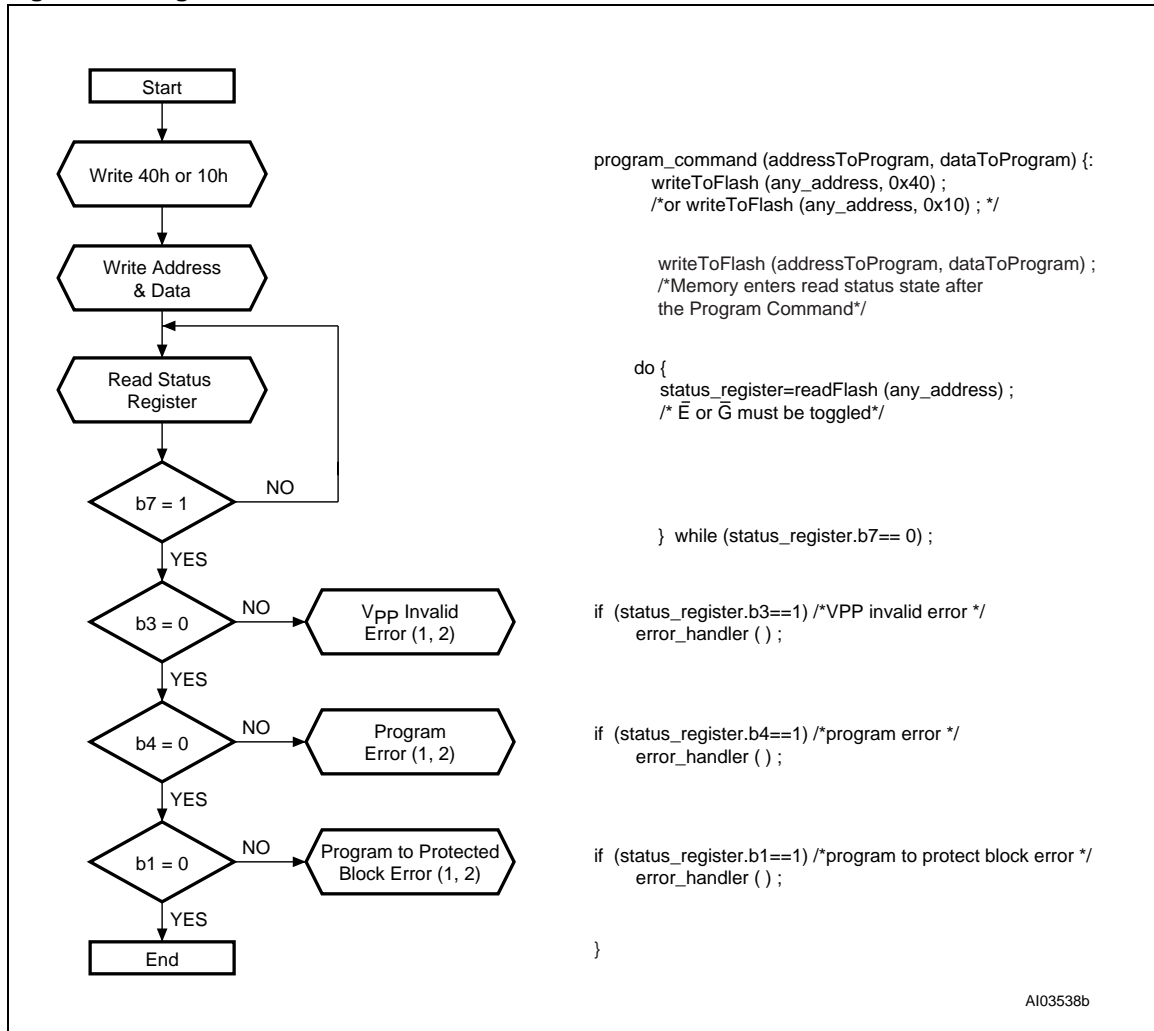 Start
Write 40h or 10h
Write Address
& Data
Read Status
Register
b7 = 1
NO
YES
b3 = 0
NO
VPP Invalid
Error (1, 2)
YES
b4 = 0
NO
Program
Error (1, 2)
YES
b1 = 0
NO
Program to Protected
Block Error (1, 2)
YES
End
program_command (addressToProgram, dataToProgram) {:
writeToFlash (any_address, 0x40) ;
/*or writeToFlash (any_address, 0x10) ; */
writeToFlash (addressToProgram, dataToProgram) ;
/*Memory enters read status state after
the Program Command*/
do {
status_register=readFlash (any_address) ;
/* E̅ or G̅ must be toggled*/
} while (status_register.b7== 0) ;
if (status_register.b3==1) /*VPP invalid error */
error_handler ( ) ;
if (status_register.b4==1) /*program error */
error_handler ( ) ;
if (status_register.b1==1) /*program to protect block error */
error_handler ( ) ;
}
AI03538b